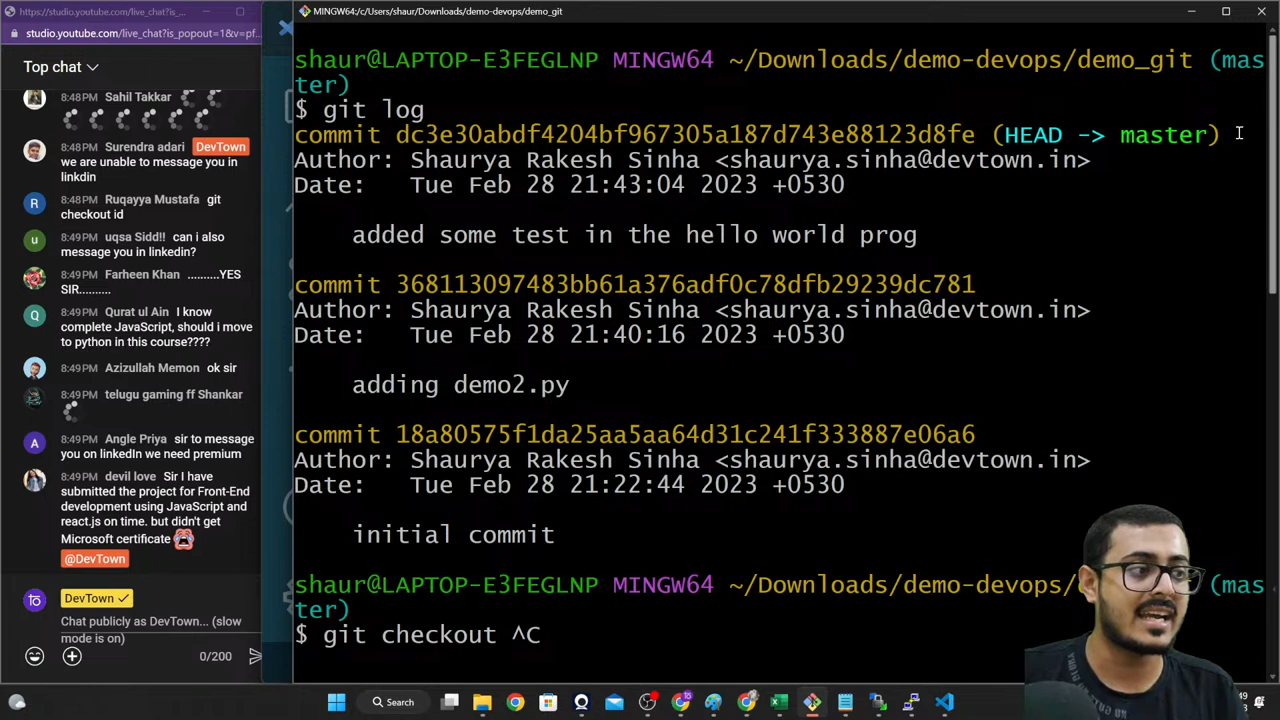 https://studio.youtube.com/live_chat?is_p...
studio.youtube.com/live_chat?is_popout=1&v=pf...
Top chat
8:48PM Sahil Takkar
8:48PM Surendra adari DevTown
we are unable to message you in
linkdin
8:48PM Ruqayya Mustafa git
checkout id
8:49PM uqsa Sidd!! can i also
message you in linkedin?
8:49PM Farheen Khan ..........YES
SIR..........
8:49PM Qurat ul Ain I know
complete JavaScript, should i move
to python in this course????
8:49PM Azizullah Memon ok sir
8:49PM telugu gaming ff Shankar
8:49PM Angle Priya sir to message
you on linkedIn we need premium
8:49PM devil love Sir I have
submitted the project for Front-End
development using JavaScript and
react.js on time. but didn't get
Microsoft certificate
@DevTown
DevTown
Chat publicly as DevTown... (slow
mode is on)
0/200
MINGW64:/c/Users/shaur/Downloads/demo-devops/demo_git
shaur@LAPTOP-E3FEGLNP MINGW64 ~/Downloads/demo-devops/demo_git (mas
ter)
$ git log
commit dc3e30abdf4204bf967305a187d743e88123d8fe (HEAD -> master)
Author: Shaurya Rakesh Sinha <shaurya.sinha@devtown.in>
Date:   Tue Feb 28 21:43:04 2023 +0530
added some test in the hello world prog
commit 368113097483bb61a376adf0c78dfb29239dc781
Author: Shaurya Rakesh Sinha <shaurya.sinha@devtown.in>
Date:   Tue Feb 28 21:40:16 2023 +0530
adding demo2.py
commit 18a80575f1da25aa5aa64d31c241f333887e06a6
Author: Shaurya Rakesh Sinha <shaurya.sinha@devtown.in>
Date:   Tue Feb 28 21:22:44 2023 +0530
initial commit
shaur@LAPTOP-E3FEGLNP MINGW64 ~/Downloads/demo-devops/ (mas
ter)
$ git checkout ^C
Search